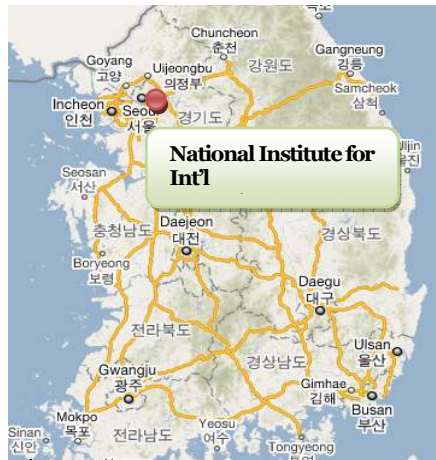 Chuncheon
춘천
Goyang
고양
Uijeongbu
의정부
강원도
Gangneung
강릉
Samcheok
삼척
Incheon
인천
서울
경기도
National Institute for
Int'l
Seosan
서산
Daejeon
대전
충청남도
경상북도
Boryeong
보령
Daegu
대구
전라북도
Ulsan
울산
Gwangju
광주
경상남도
Gimhae
김해
Busan
부산
Mokpo
목포
Sinan
신안
전라남도
Yeosu
여수
Tongyeong